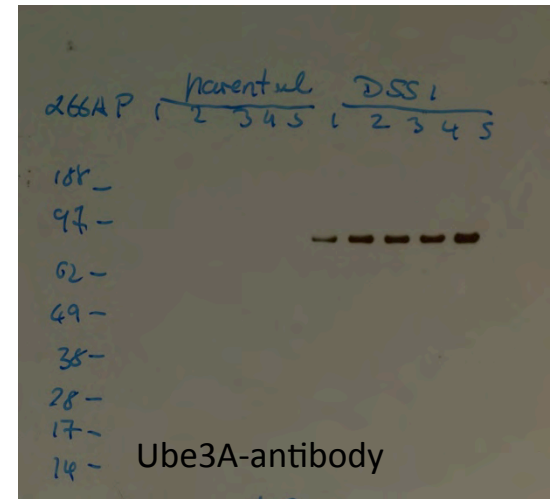 parental DSS1
266AP 1 2 3 4 5 1 2 3 4 5
188-
97-
62-
49-
38-
28-
17-
14-
Ube3A-antibody